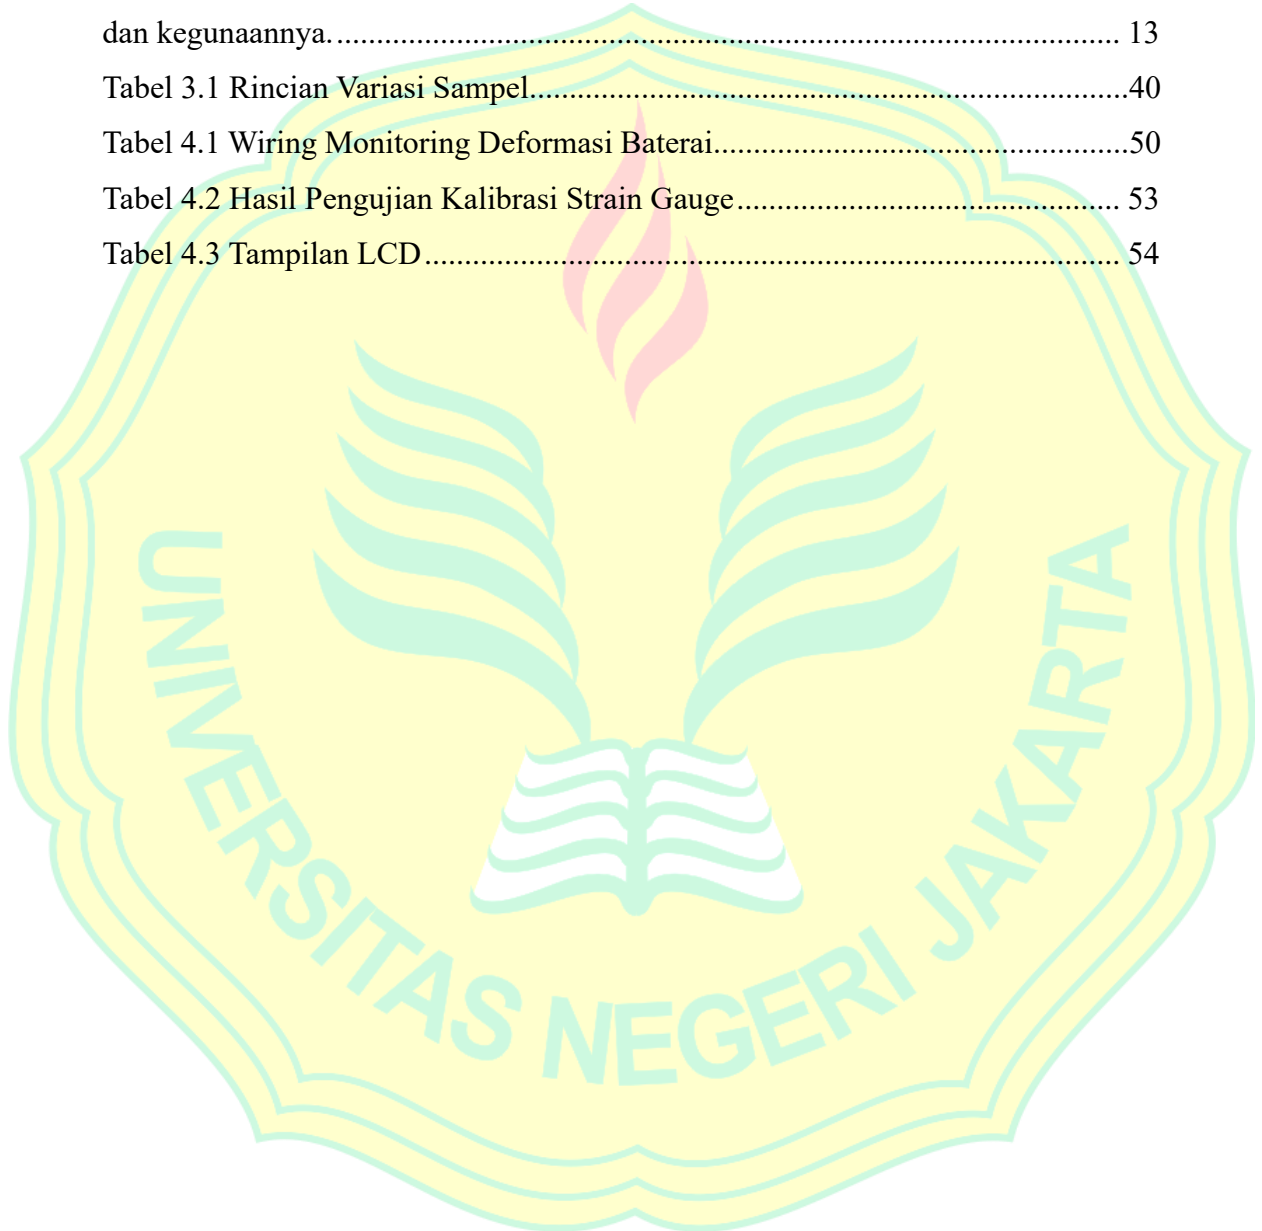 dan kegunaannya. ................................................................................................... 13
Tabel 3.1 Rincian Variasi Sampel...........................................................................40
Tabel 4.1 Wiring Monitoring Deformasi Baterai....................................................50
Tabel 4.2 Hasil Pengujian Kalibrasi Strain Gauge ................................................ 53
Tabel 4.3 Tampilan LCD ....................................................................................... 54
UNIVERSITAS NEGERI JAKARTA